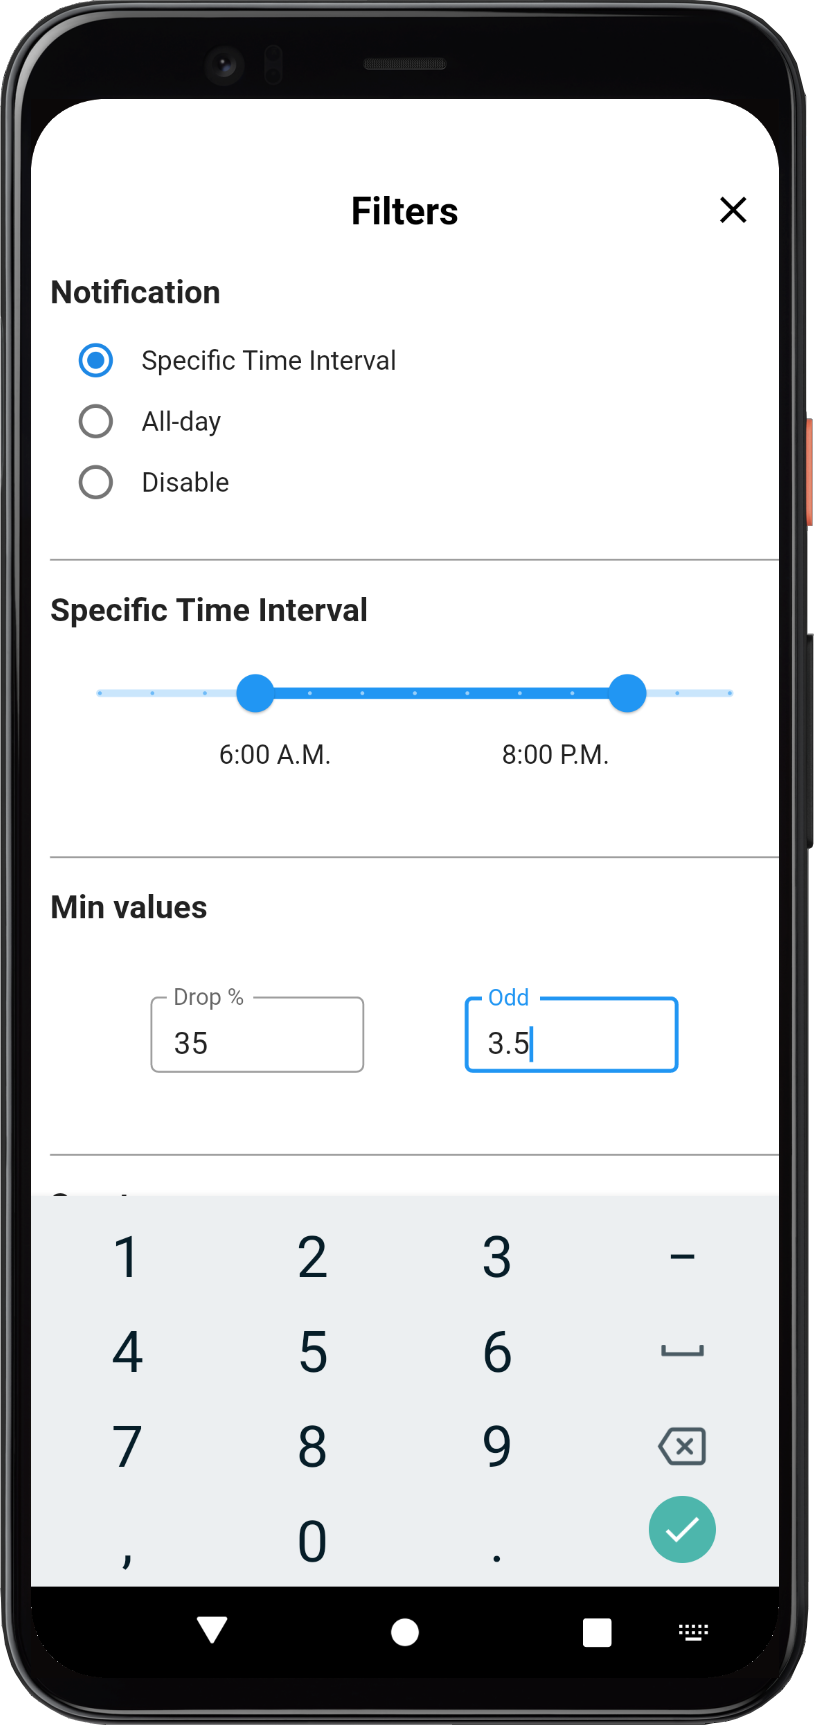 Filters
Notification
Specific Time Interval
All-day
Disable
Specific Time Interval
6:00 A.M. 8:00 P.M.
Min values
Drop % Odd
35 3.5
1 2 3 –
4 5 6
7 8 9
, 0 .